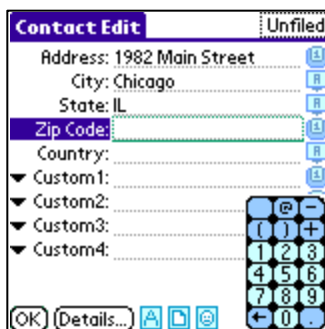 Contact Edit Unfiled
Address: 1982 Main Street
City: Chicago
State: IL
Zip Code:
Country:
Custom1:
Custom2:
Custom3:
Custom4:
@ -
( ) +
1 2 3
4 5 6
7 8 9
← 0 .
OK Details... A